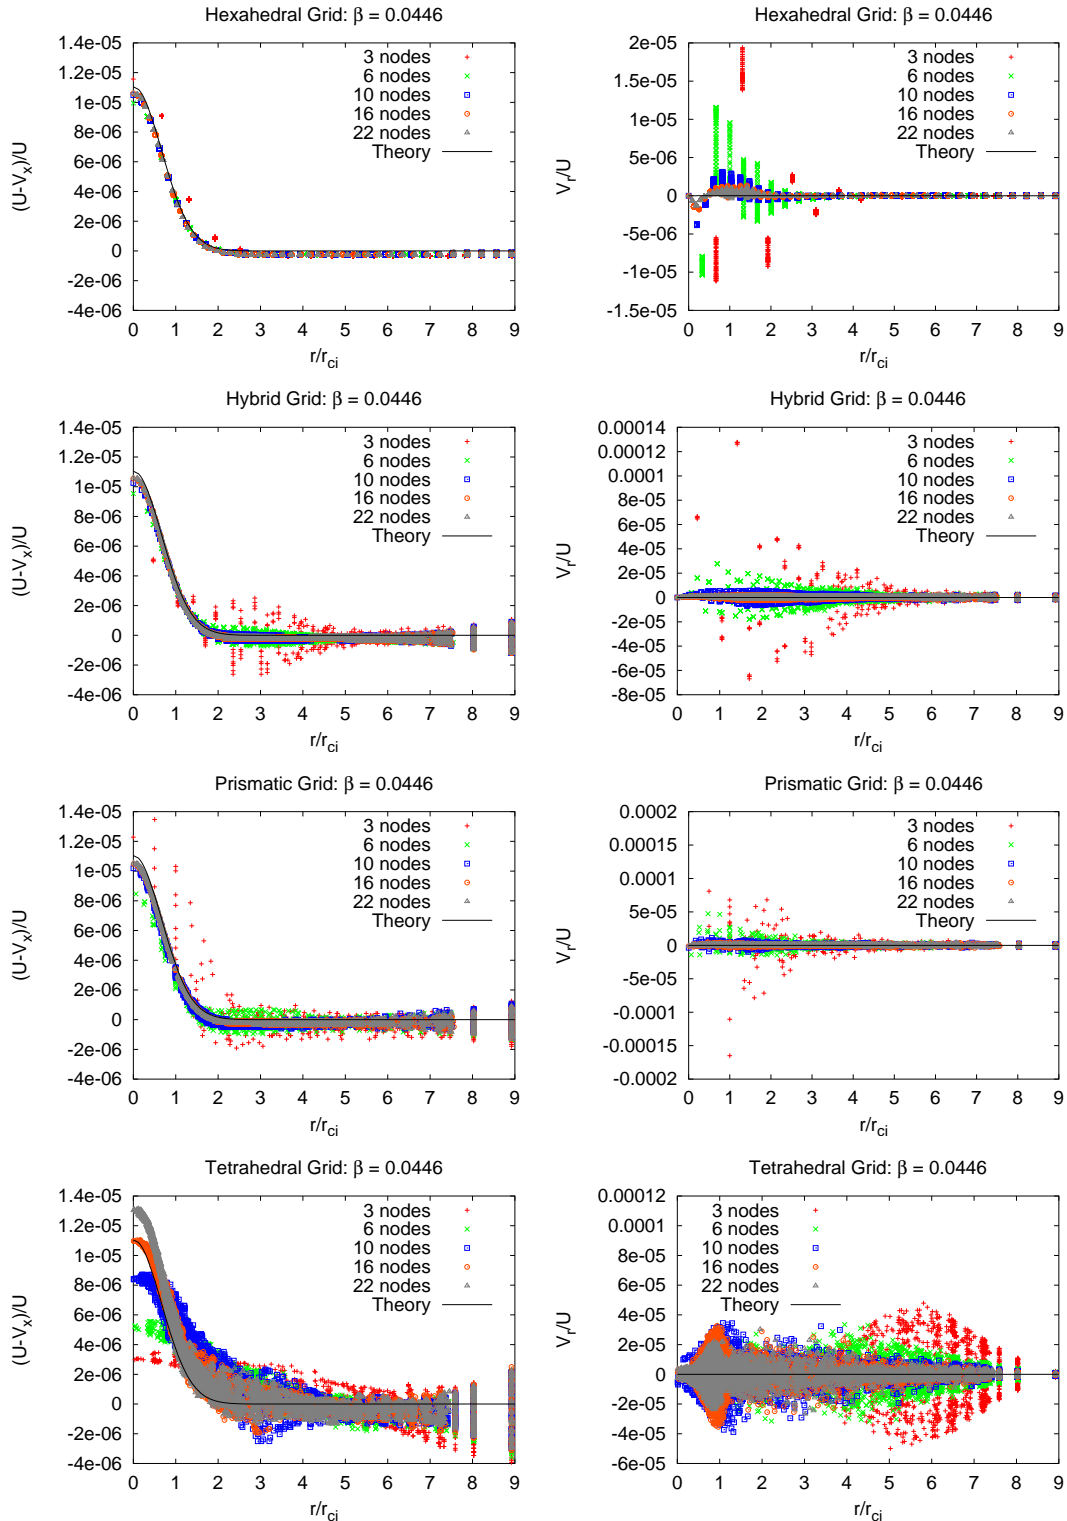 Hexahedral Grid: β = 0.0446
(U-Vx)/U
1.4e-05
1.2e-05
1e-05
8e-06
6e-06
4e-06
2e-06
0
-2e-06
-4e-06
3 nodes
6 nodes
10 nodes
16 nodes
22 nodes
Theory
0 1 2 3 4 5 6 7 8 9
r/rci
Hexahedral Grid: β = 0.0446
Vr/U
2e-05
1.5e-05
1e-05
5e-06
0
-5e-06
-1e-05
-1.5e-05
3 nodes
6 nodes
10 nodes
16 nodes
22 nodes
Theory
0 1 2 3 4 5 6 7 8 9
r/rci
Hybrid Grid: β = 0.0446
(U-Vx)/U
1.4e-05
1.2e-05
1e-05
8e-06
6e-06
4e-06
2e-06
0
-2e-06
-4e-06
3 nodes
6 nodes
10 nodes
16 nodes
22 nodes
Theory
0 1 2 3 4 5 6 7 8 9
r/rci
Hybrid Grid: β = 0.0446
Vr/U
0.00014
0.00012
0.0001
8e-05
6e-05
4e-05
2e-05
0
-2e-05
-4e-05
-6e-05
-8e-05
3 nodes
6 nodes
10 nodes
16 nodes
22 nodes
Theory
0 1 2 3 4 5 6 7 8 9
r/rci
Prismatic Grid: β = 0.0446
(U-Vx)/U
1.4e-05
1.2e-05
1e-05
8e-06
6e-06
4e-06
2e-06
0
-2e-06
-4e-06
3 nodes
6 nodes
10 nodes
16 nodes
22 nodes
Theory
0 1 2 3 4 5 6 7 8 9
r/rci
Prismatic Grid: β = 0.0446
Vr/U
0.0002
0.00015
0.0001
5e-05
0
-5e-05
-0.0001
-0.00015
-0.0002
3 nodes
6 nodes
10 nodes
16 nodes
22 nodes
Theory
0 1 2 3 4 5 6 7 8 9
r/rci
Tetrahedral Grid: β = 0.0446
(U-Vx)/U
1.4e-05
1.2e-05
1e-05
8e-06
6e-06
4e-06
2e-06
0
-2e-06
-4e-06
3 nodes
6 nodes
10 nodes
16 nodes
22 nodes
Theory
0 1 2 3 4 5 6 7 8 9
r/rci
Tetrahedral Grid: β = 0.0446
Vr/U
0.00012
0.0001
8e-05
6e-05
4e-05
2e-05
0
-2e-05
-4e-05
-6e-05
3 nodes
6 nodes
10 nodes
16 nodes
22 nodes
Theory
0 1 2 3 4 5 6 7 8 9
r/rci